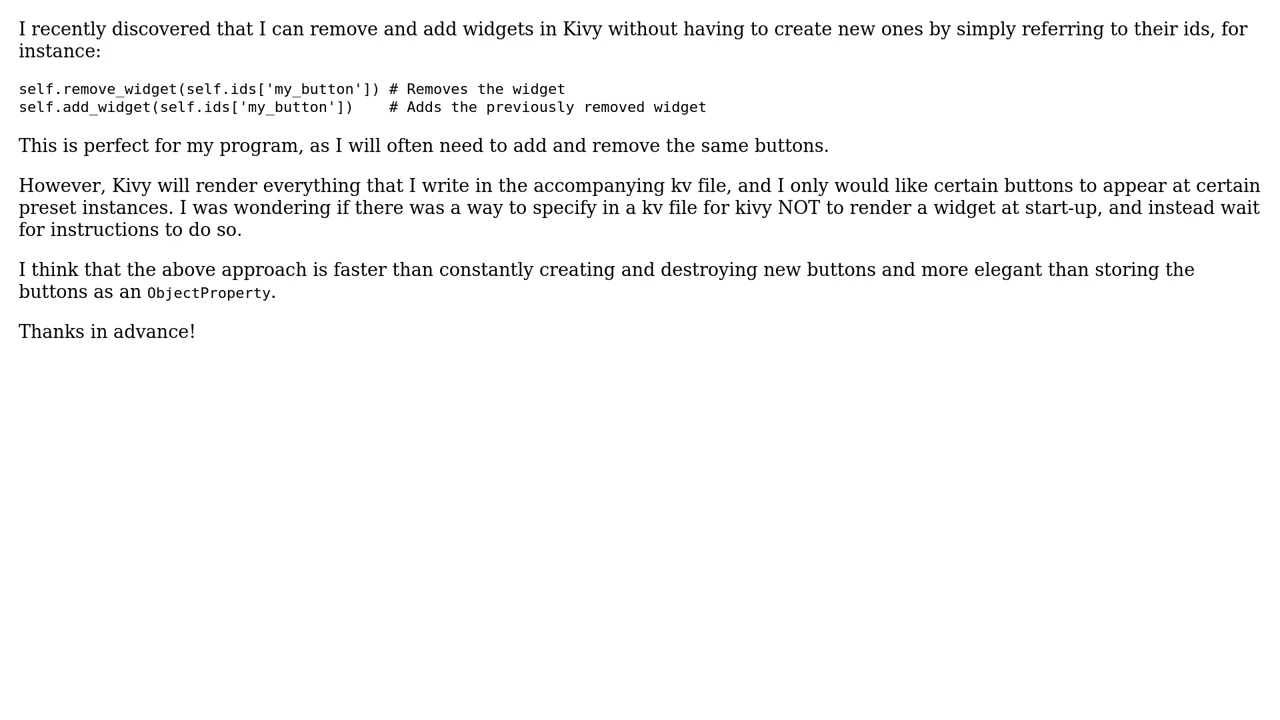 I recently discovered that I can remove and add widgets in Kivy without having to create new ones by simply referring to their ids, for
instance:
self.remove_widget(self.ids['my_button']) # Removes the widget
self.add_widget(self.ids['my_button'])    # Adds the previously removed widget
This is perfect for my program, as I will often need to add and remove the same buttons.
However, Kivy will render everything that I write in the accompanying kv file, and I only would like certain buttons to appear at certain
preset instances. I was wondering if there was a way to specify in a kv file for kivy NOT to render a widget at start-up, and instead wait
for instructions to do so.
I think that the above approach is faster than constantly creating and destroying new buttons and more elegant than storing the
buttons as an ObjectProperty.
Thanks in advance!